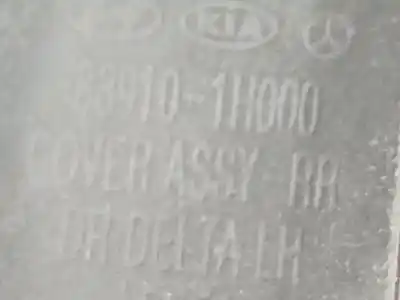 KIA
83910-1H000
COVER ASSY-RR
DR DELTA LH